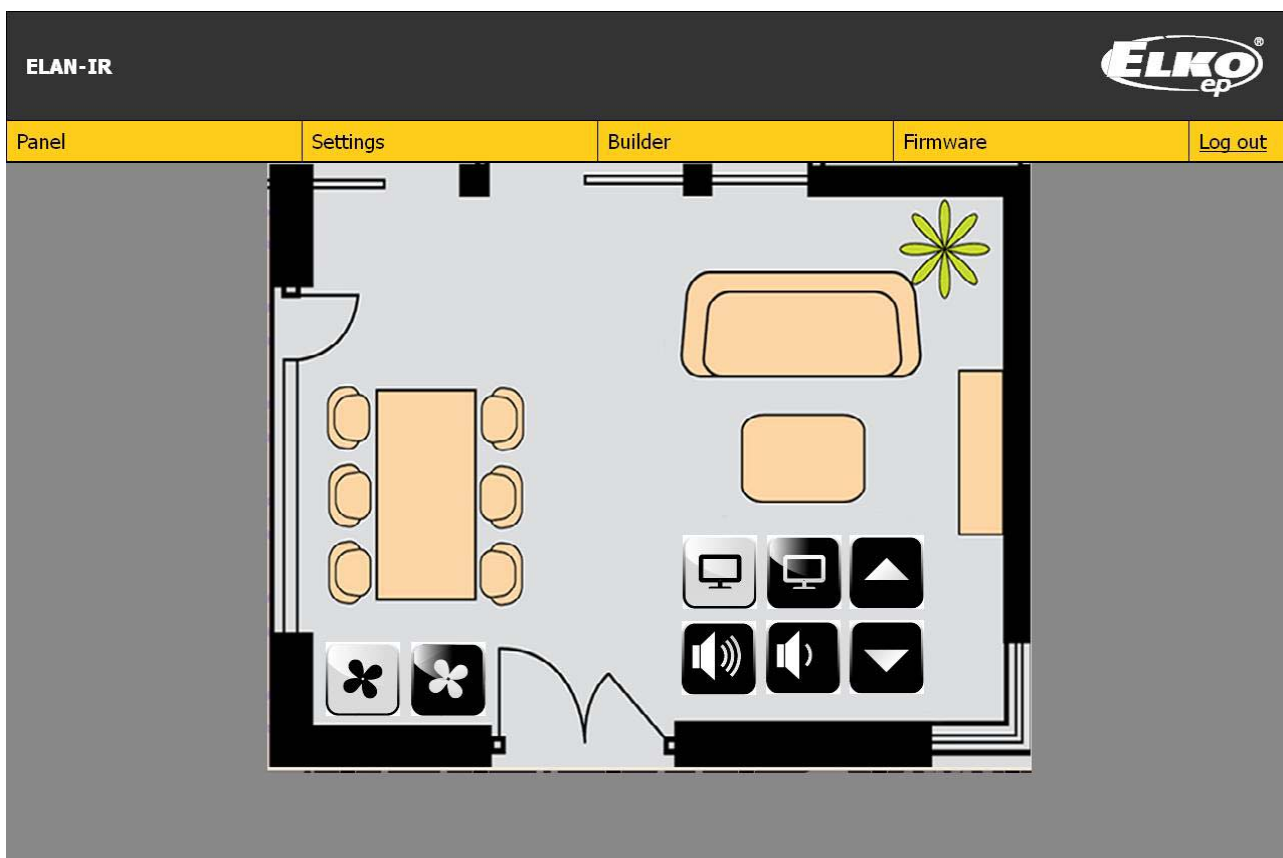 ELAN-IR
ELKO ®
ep
Panel
Settings
Builder
Firmware
Log out